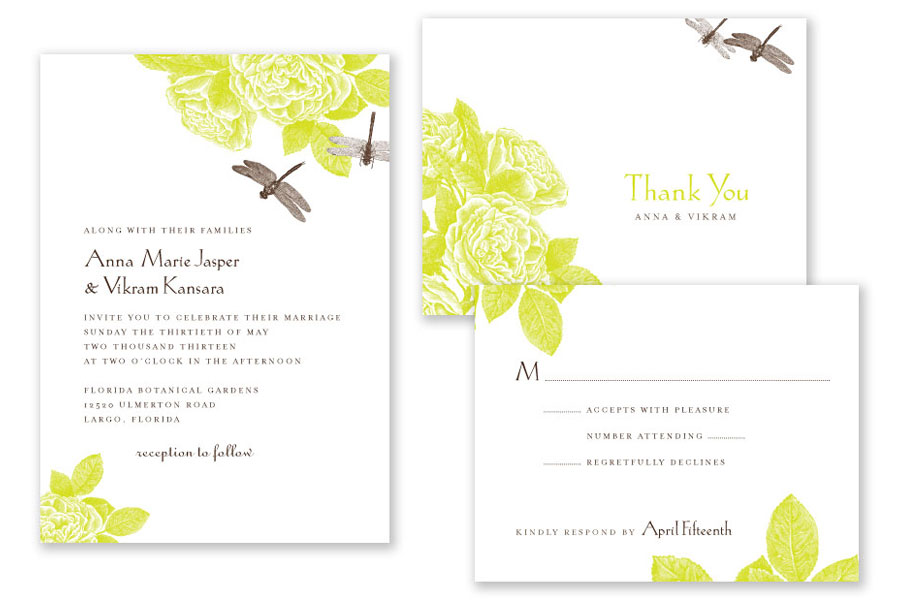 ALONG WITH THEIR FAMILIES
Anna Marie Jasper
& Vikram Kansara
INVITE YOU TO CELEBRATE THEIR MARRIAGE
SUNDAY THE THIRTIETH OF MAY
TWO THOUSAND THIRTEEN
AT TWO O'CLOCK IN THE AFTERNOON
FLORIDA BOTANICAL GARDENS
12520 ULMERTON ROAD
LARGO, FLORIDA
reception to follow
Thank You
ANNA & VIKRAM
M
ACCEPTS WITH PLEASURE
NUMBER ATTENDING
REGRETFULLY DECLINES
KINDLY RESPOND BY April Fifteenth